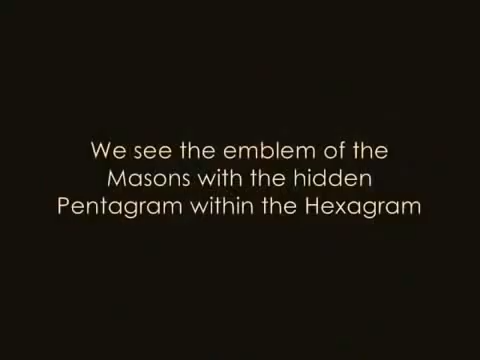 We see the emblem of the
Masons with the hidden
Pentagram within the Hexagram